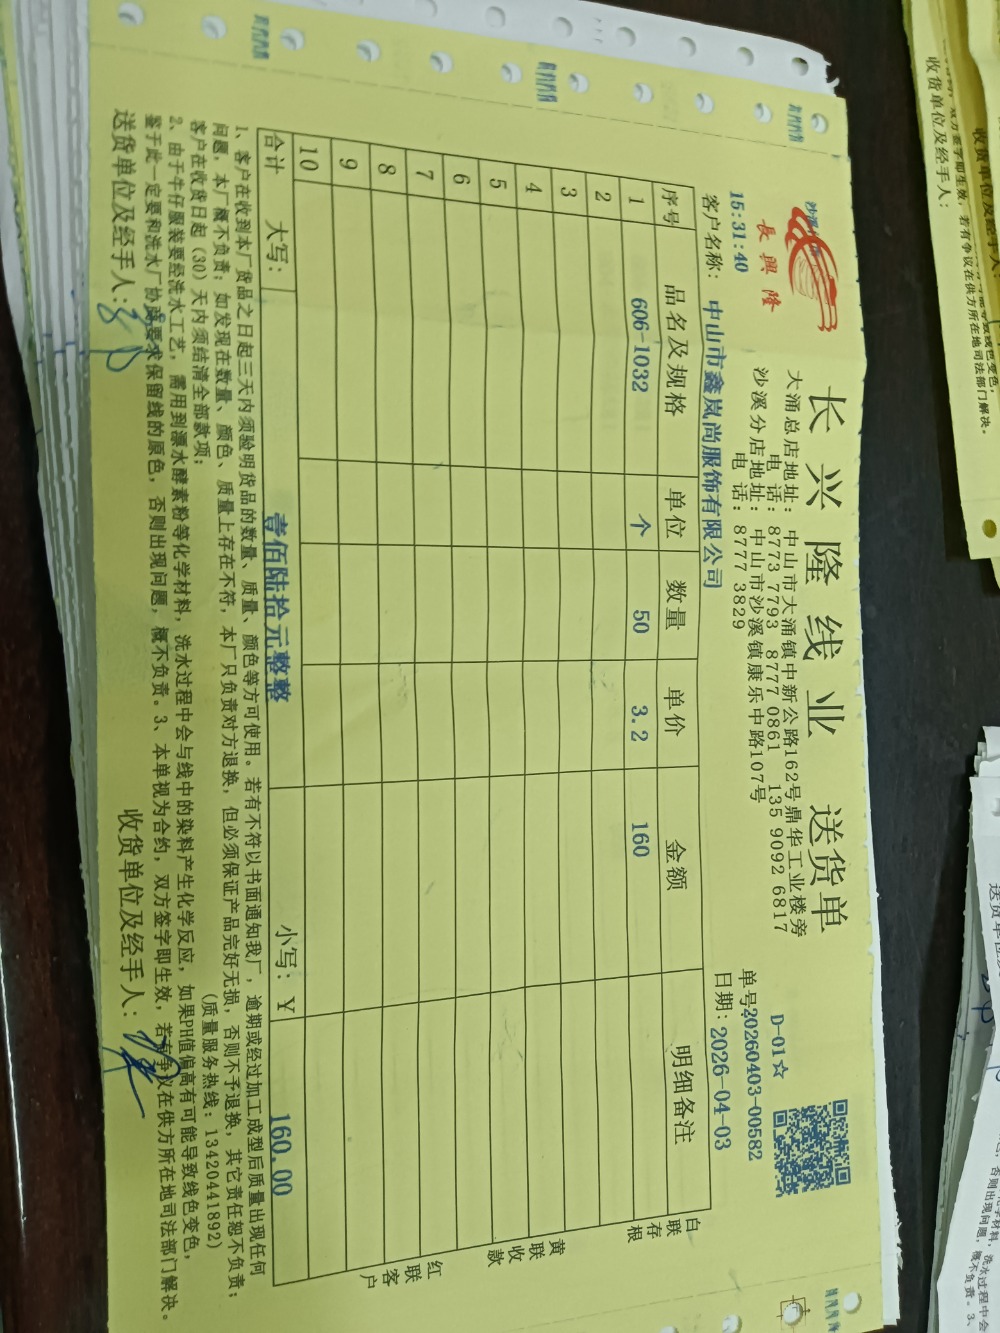 長興隆
长兴隆线业 送货单
大涌总店地址：中山市大涌镇中新公路162号鼎华工业楼旁
电 话：8773 7793 8777 0861 135 9092 6817
沙溪分店地址：中山市沙溪镇康乐中路107号
电 话：8777 3829
D-01☆
单号:20260403-00582
15:31:40
日期：2026-04-03
客户名称：中山市鑫岚尚服饰有限公司
序号 品名及规格 单位 数量 单价 金额 明细备注
1 606-1032 个 50 3.2 160
2
3
4
5
6
7
8
9
10
合计 大写： 壹佰陆拾元整整 小写：￥ 160.00
白联存根
黄联收款
红联客户
1、客户在收到本厂货品之日起三天内须验明货品的数量、质量、颜色等方可使用。若有不符以书面通知我厂，逾期或经过加工成型后质量出现任何
问题，本厂概不负责；如发现在数量、颜色、质量上存在不符，本厂只负责对方退换，但必须保证产品完好无损，否则不予退换，其它责任恕不负责；
客户在收货日起（30）天内须结清全部款项； （质量服务热线：13420441892）
2、由于牛仔服装要经洗水工艺，需用到漂水酵素粉等化学材料，洗水过程中会与线中的染料产生化学反应，如果PH值偏高有可能导致线色变色，
鉴于此一定要和洗水厂协商要求保留线的原色，否则出现问题，概不负责。3、本单视为合约，双方签字即生效，若有争议在供方所在地司法部门解决。
送货单位及经手人： 收货单位及经手人：
收货单位及经手人：